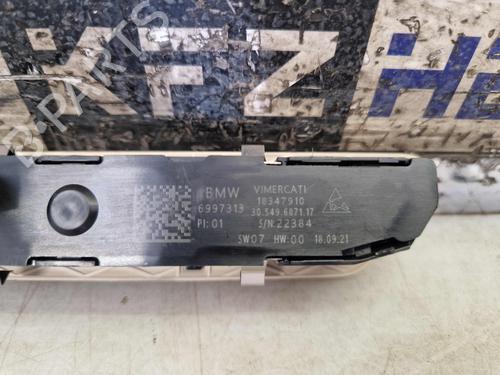 KFZ He
B-PARTS
BMW VIMERCATI
6997313 18347910
30.549.6871.17
PI: 01 S/N.22384
SW07 HW:00 18.09.21